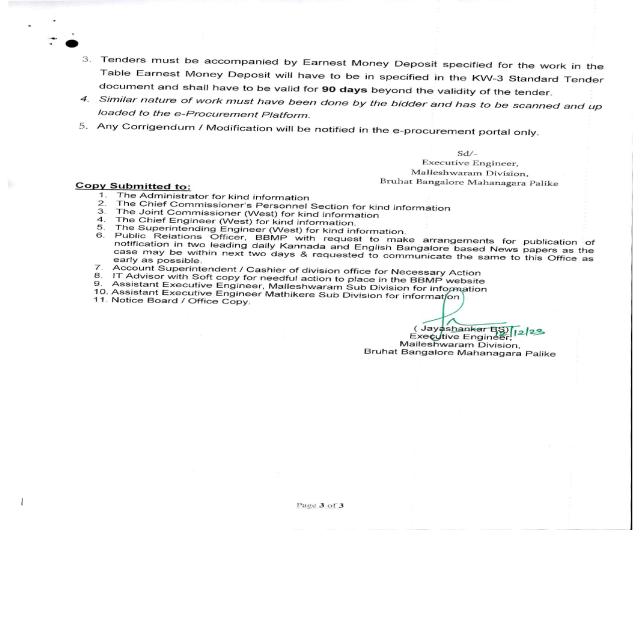 3. Tenders must be accompanied by Earnest Money Deposit specified for the work in the
Table Earnest Money Deposit will have to be in specified in the KW-3 Standard Tender
document and shall have to be valid for 90 days beyond the validity of the tender.
4. Similar nature of work must have been done by the bidder and has to be scanned and up
loaded to the e-Procurement Platform.
5. Any Corrigendum / Modification will be notified in the e-procurement portal only.
Sd/-
Executive Engineer,
Malleshwaram Division,
Bruhat Bangalore Mahanagara Palike
Copy Submitted to:
1. The Administrator for kind information
2. The Chief Commissioner's Personnel Section for kind information
3. The Joint Commissioner (West) for kind information
4. The Chief Engineer (West) for kind information.
5. The Superintending Engineer (West) for kind information.
6. Public Relations Officer, BBMP with request to make arrangements for publication of
notification in two leading daily Kannada and English Bangalore based News papers as the
case may be within next two days & requested to communicate the same to this Office as
early as possible.
7. Account Superintendent / Cashier of division office for Necessary Action
8. IT Advisor with Soft copy for needful action to place in the BBMP website
9. Assistant Executive Engineer, Malleshwaram Sub Division for information
10. Assistant Executive Engineer Mathikere Sub Division for information
11. Notice Board / Office Copy.
( Jayashankar BS)
/12/23
Executive Engineer,
Malleshwaram Division,
Bruhat Bangalore Mahanagara Palike
Page 3 of 3